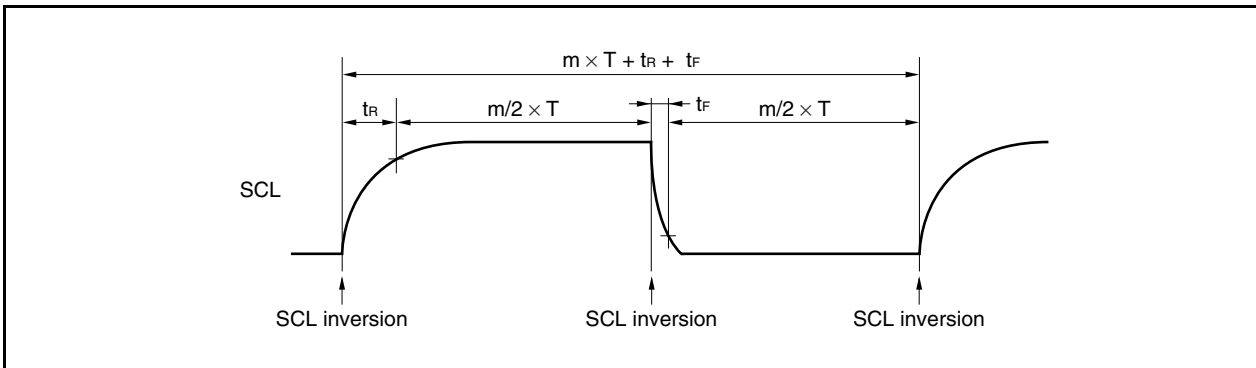 m × T + tR + tF
tR
m/2 × T
tF
m/2 × T
SCL
SCL inversion
SCL inversion
SCL inversion